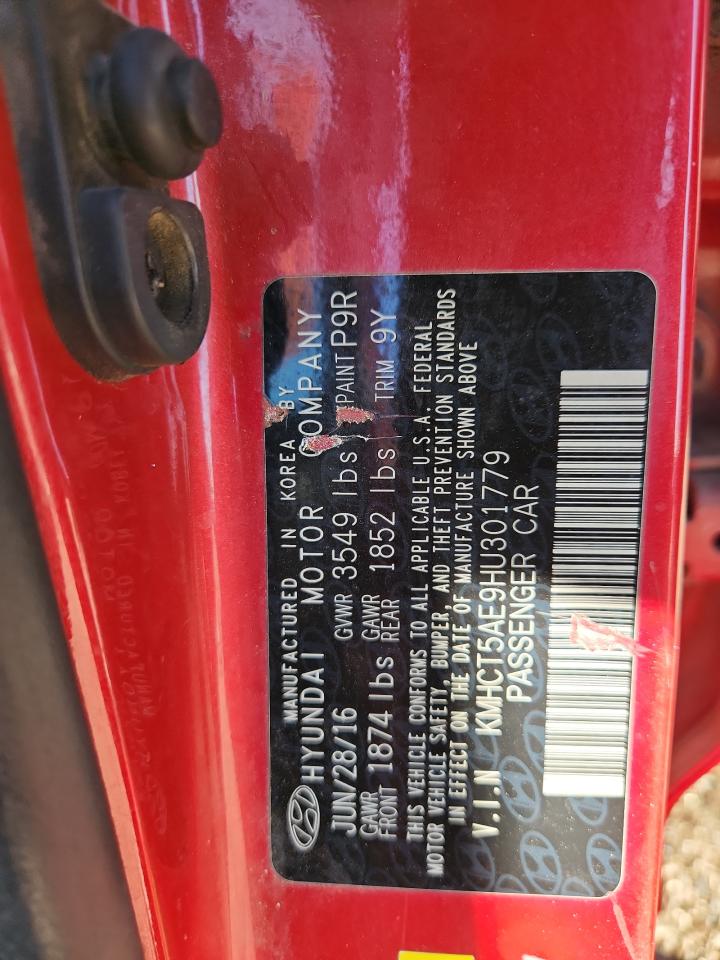 MANUFACTURED IN KOREA BY
HYUNDAI MOTOR COMPANY
JUN/28/16 GVWR 3549 lbs PAINT P9R
GAWR FRONT 1874 lbs GAWR REAR 1852 lbs TRIM 9Y
THIS VEHICLE CONFORMS TO ALL APPLICABLE U.S.A. FEDERAL
MOTOR VEHICLE SAFETY, BUMPER, AND THEFT PREVENTION STANDARDS
IN EFFECT ON THE DATE OF MANUFACTURE SHOWN ABOVE
V.I.N KMHCT5AE9HU301779
PASSENGER CAR